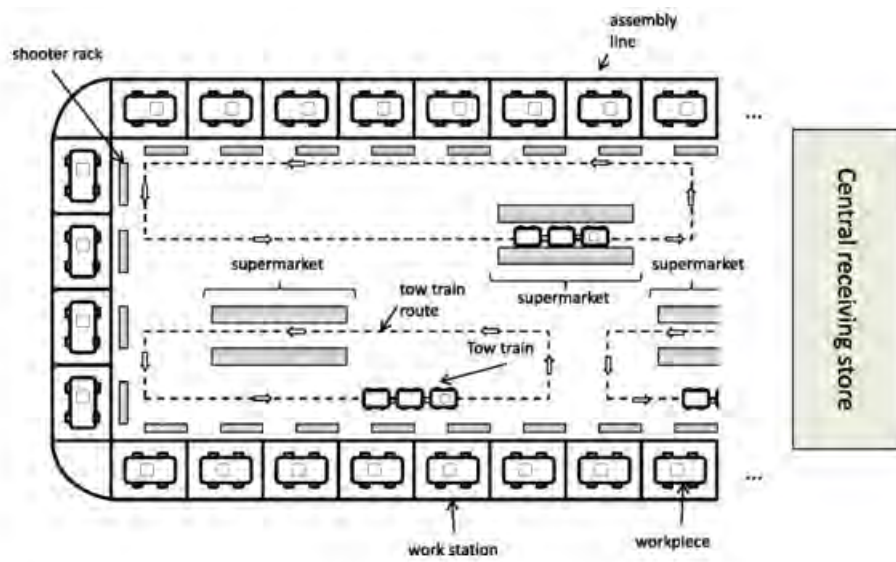 assembly
line
shooter rack
...
Central receiving store
supermarket
supermarket
supermarket
tow train
route
Tow train
...
work station
workpiece